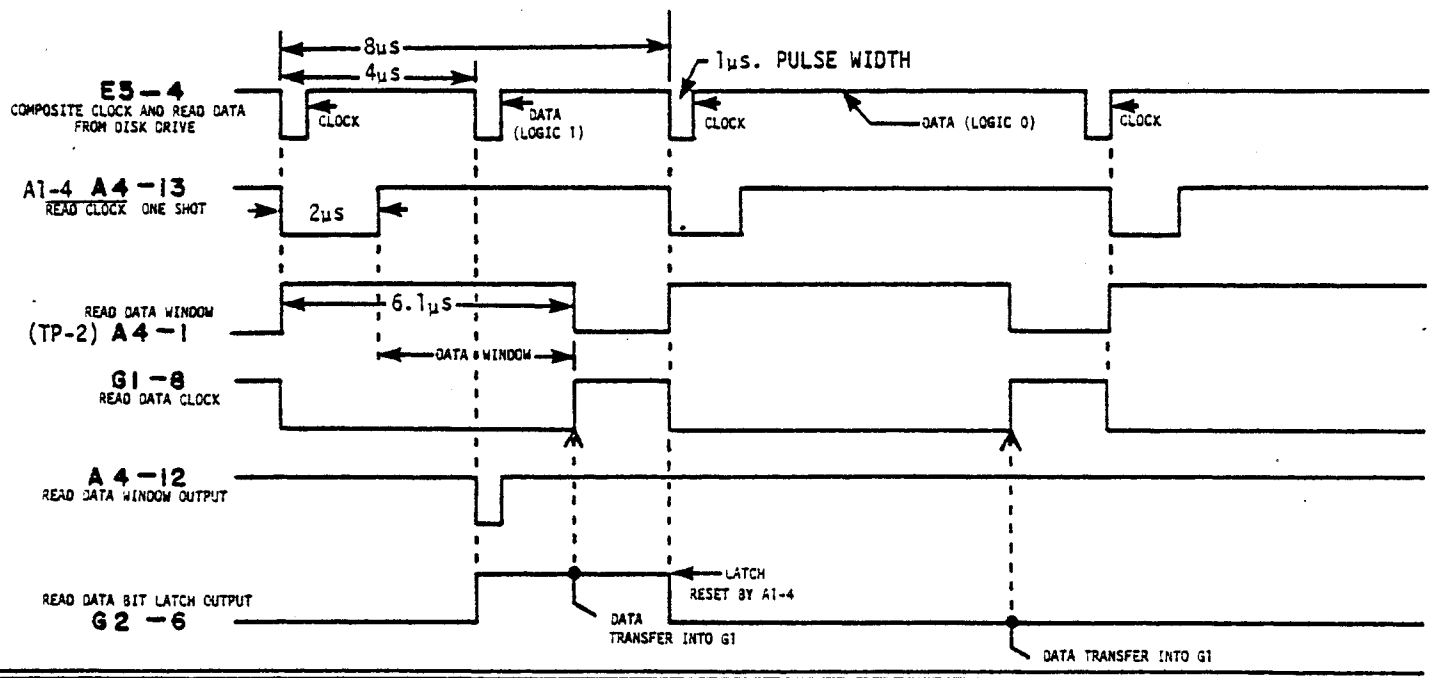 8µs
4µs
1µs. PULSE WIDTH
E5-4
COMPOSITE CLOCK AND READ DATA
FROM DISK DRIVE
CLOCK
DATA
(LOGIC 1)
CLOCK
DATA (LOGIC 0)
CLOCK
A1-4 A4-13
READ CLOCK ONE SHOT
2µs
READ DATA WINDOW
(TP-2) A4-1
6.1µs
DATA WINDOW
G1-8
READ DATA CLOCK
A4-12
READ DATA WINDOW OUTPUT
READ DATA BIT LATCH OUTPUT
G2-6
LATCH
RESET BY A1-4
DATA
TRANSFER INTO G1
DATA TRANSFER INTO G1